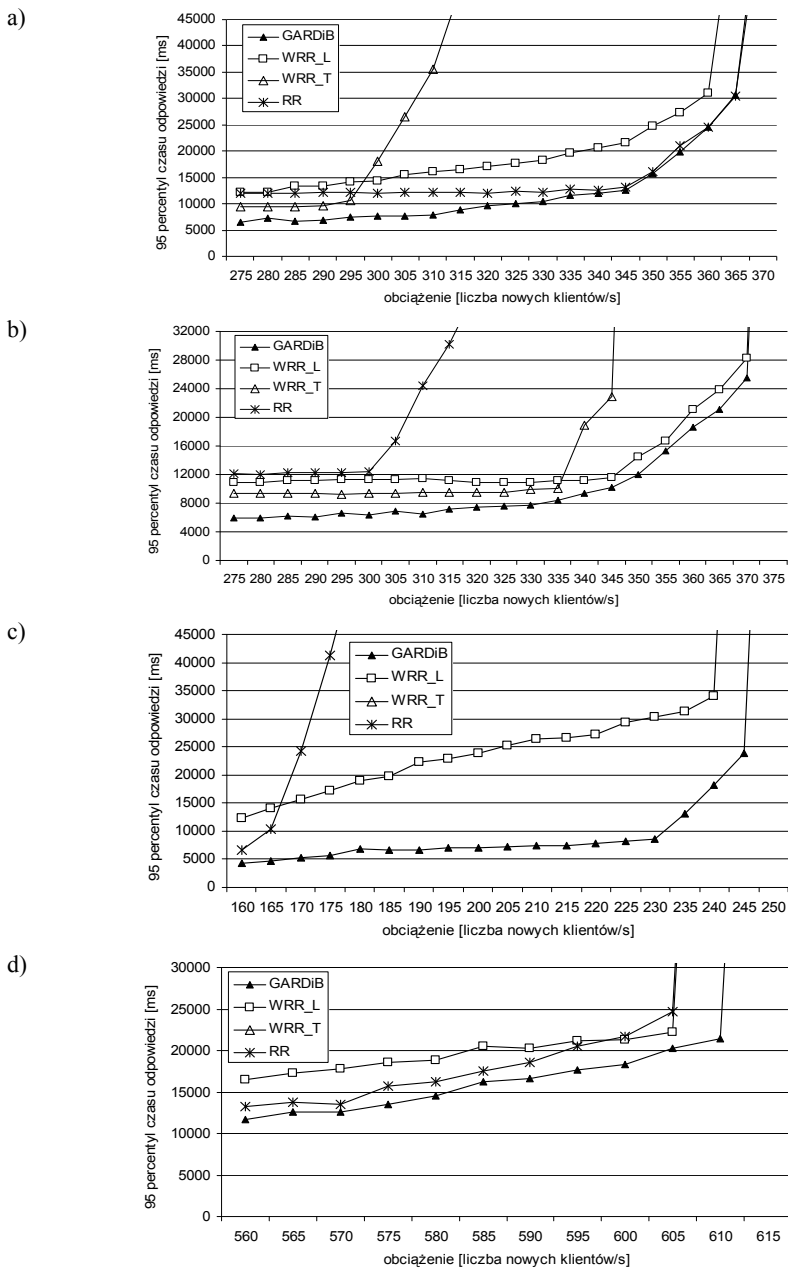 a)
95 percentyl czasu odpowiedzi [ms]
45000
40000
35000
30000
25000
20000
15000
10000
5000
0
GARDiB
WRR_L
WRR_T
RR
275 280 285 290 295 300 305 310 315 320 325 330 335 340 345 350 355 360 365 370
obciążenie [liczba nowych klientów/s]
b)
95 percentyl czasu odpowiedzi [ms]
32000
28000
24000
20000
16000
12000
8000
4000
0
GARDiB
WRR_L
WRR_T
RR
275 280 285 290 295 300 305 310 315 320 325 330 335 340 345 350 355 360 365 370 375
obciążenie [liczba nowych klientów/s]
c)
95 percentyl czasu odpowiedzi [ms]
45000
40000
35000
30000
25000
20000
15000
10000
5000
0
GARDiB
WRR_L
WRR_T
RR
160 165 170 175 180 185 190 195 200 205 210 215 220 225 230 235 240 245 250
obciążenie [liczba nowych klientów/s]
d)
95 percentyl czasu odpowiedzi [ms]
30000
25000
20000
15000
10000
5000
0
GARDiB
WRR_L
WRR_T
RR
560 565 570 575 580 585 590 595 600 605 610 615
obciążenie [liczba nowych klientów/s]